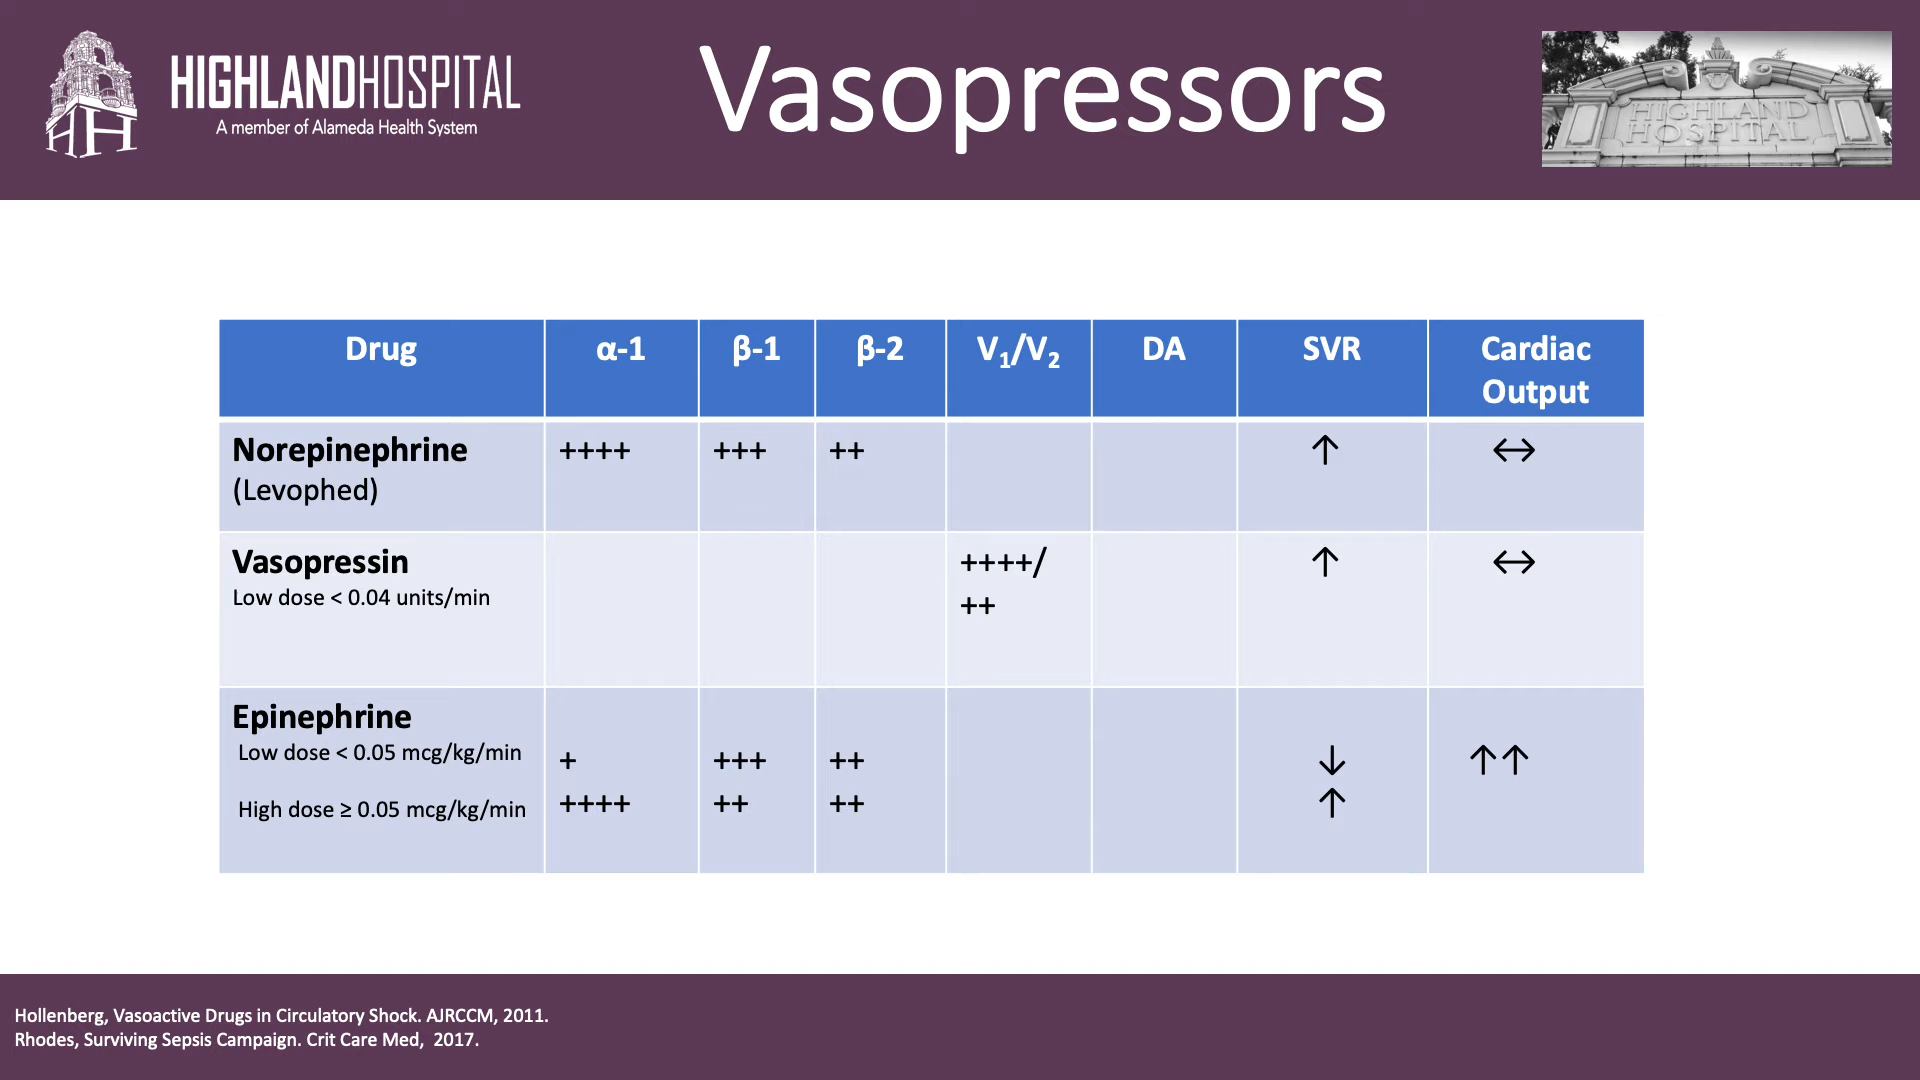 HIGHLANDHOSPITAL
A member of Alameda Health System
Vasopressors
HIGHLAND
HOSPITAL
Drug α-1 β-1 β-2 V₁/V₂ DA SVR Cardiac
Output
Norepinephrine ++++ +++ ++ ↑ ↔
(Levophed)
Vasopressin ++++/ ↑ ↔
Low dose < 0.04 units/min ++
Epinephrine
Low dose < 0.05 mcg/kg/min + +++ ++ ↓ ↑↑
High dose ≥ 0.05 mcg/kg/min ++++ ++ ++ ↑
Hollenberg, Vasoactive Drugs in Circulatory Shock. AJRCCM, 2011.
Rhodes, Surviving Sepsis Campaign. Crit Care Med, 2017.